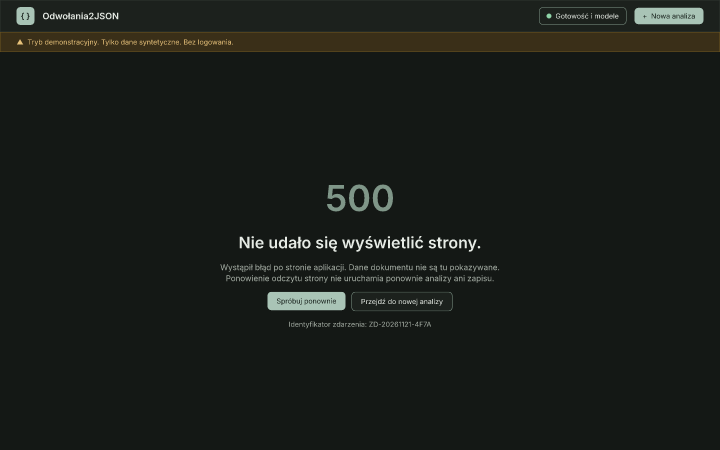 { } Odwołania2JSON
Gotowość i modele
+ Nowa analiza
Tryb demonstracyjny. Tylko dane syntetyczne. Bez logowania.
500
Nie udało się wyświetlić strony.
Wystąpił błąd po stronie aplikacji. Dane dokumentu nie są tu pokazywane.
Ponowienie odczytu strony nie uruchamia ponownie analizy ani zapisu.
Spróbuj ponownie
Przejdź do nowej analizy
Identyfikator zdarzenia: ZD-20261121-4F7A